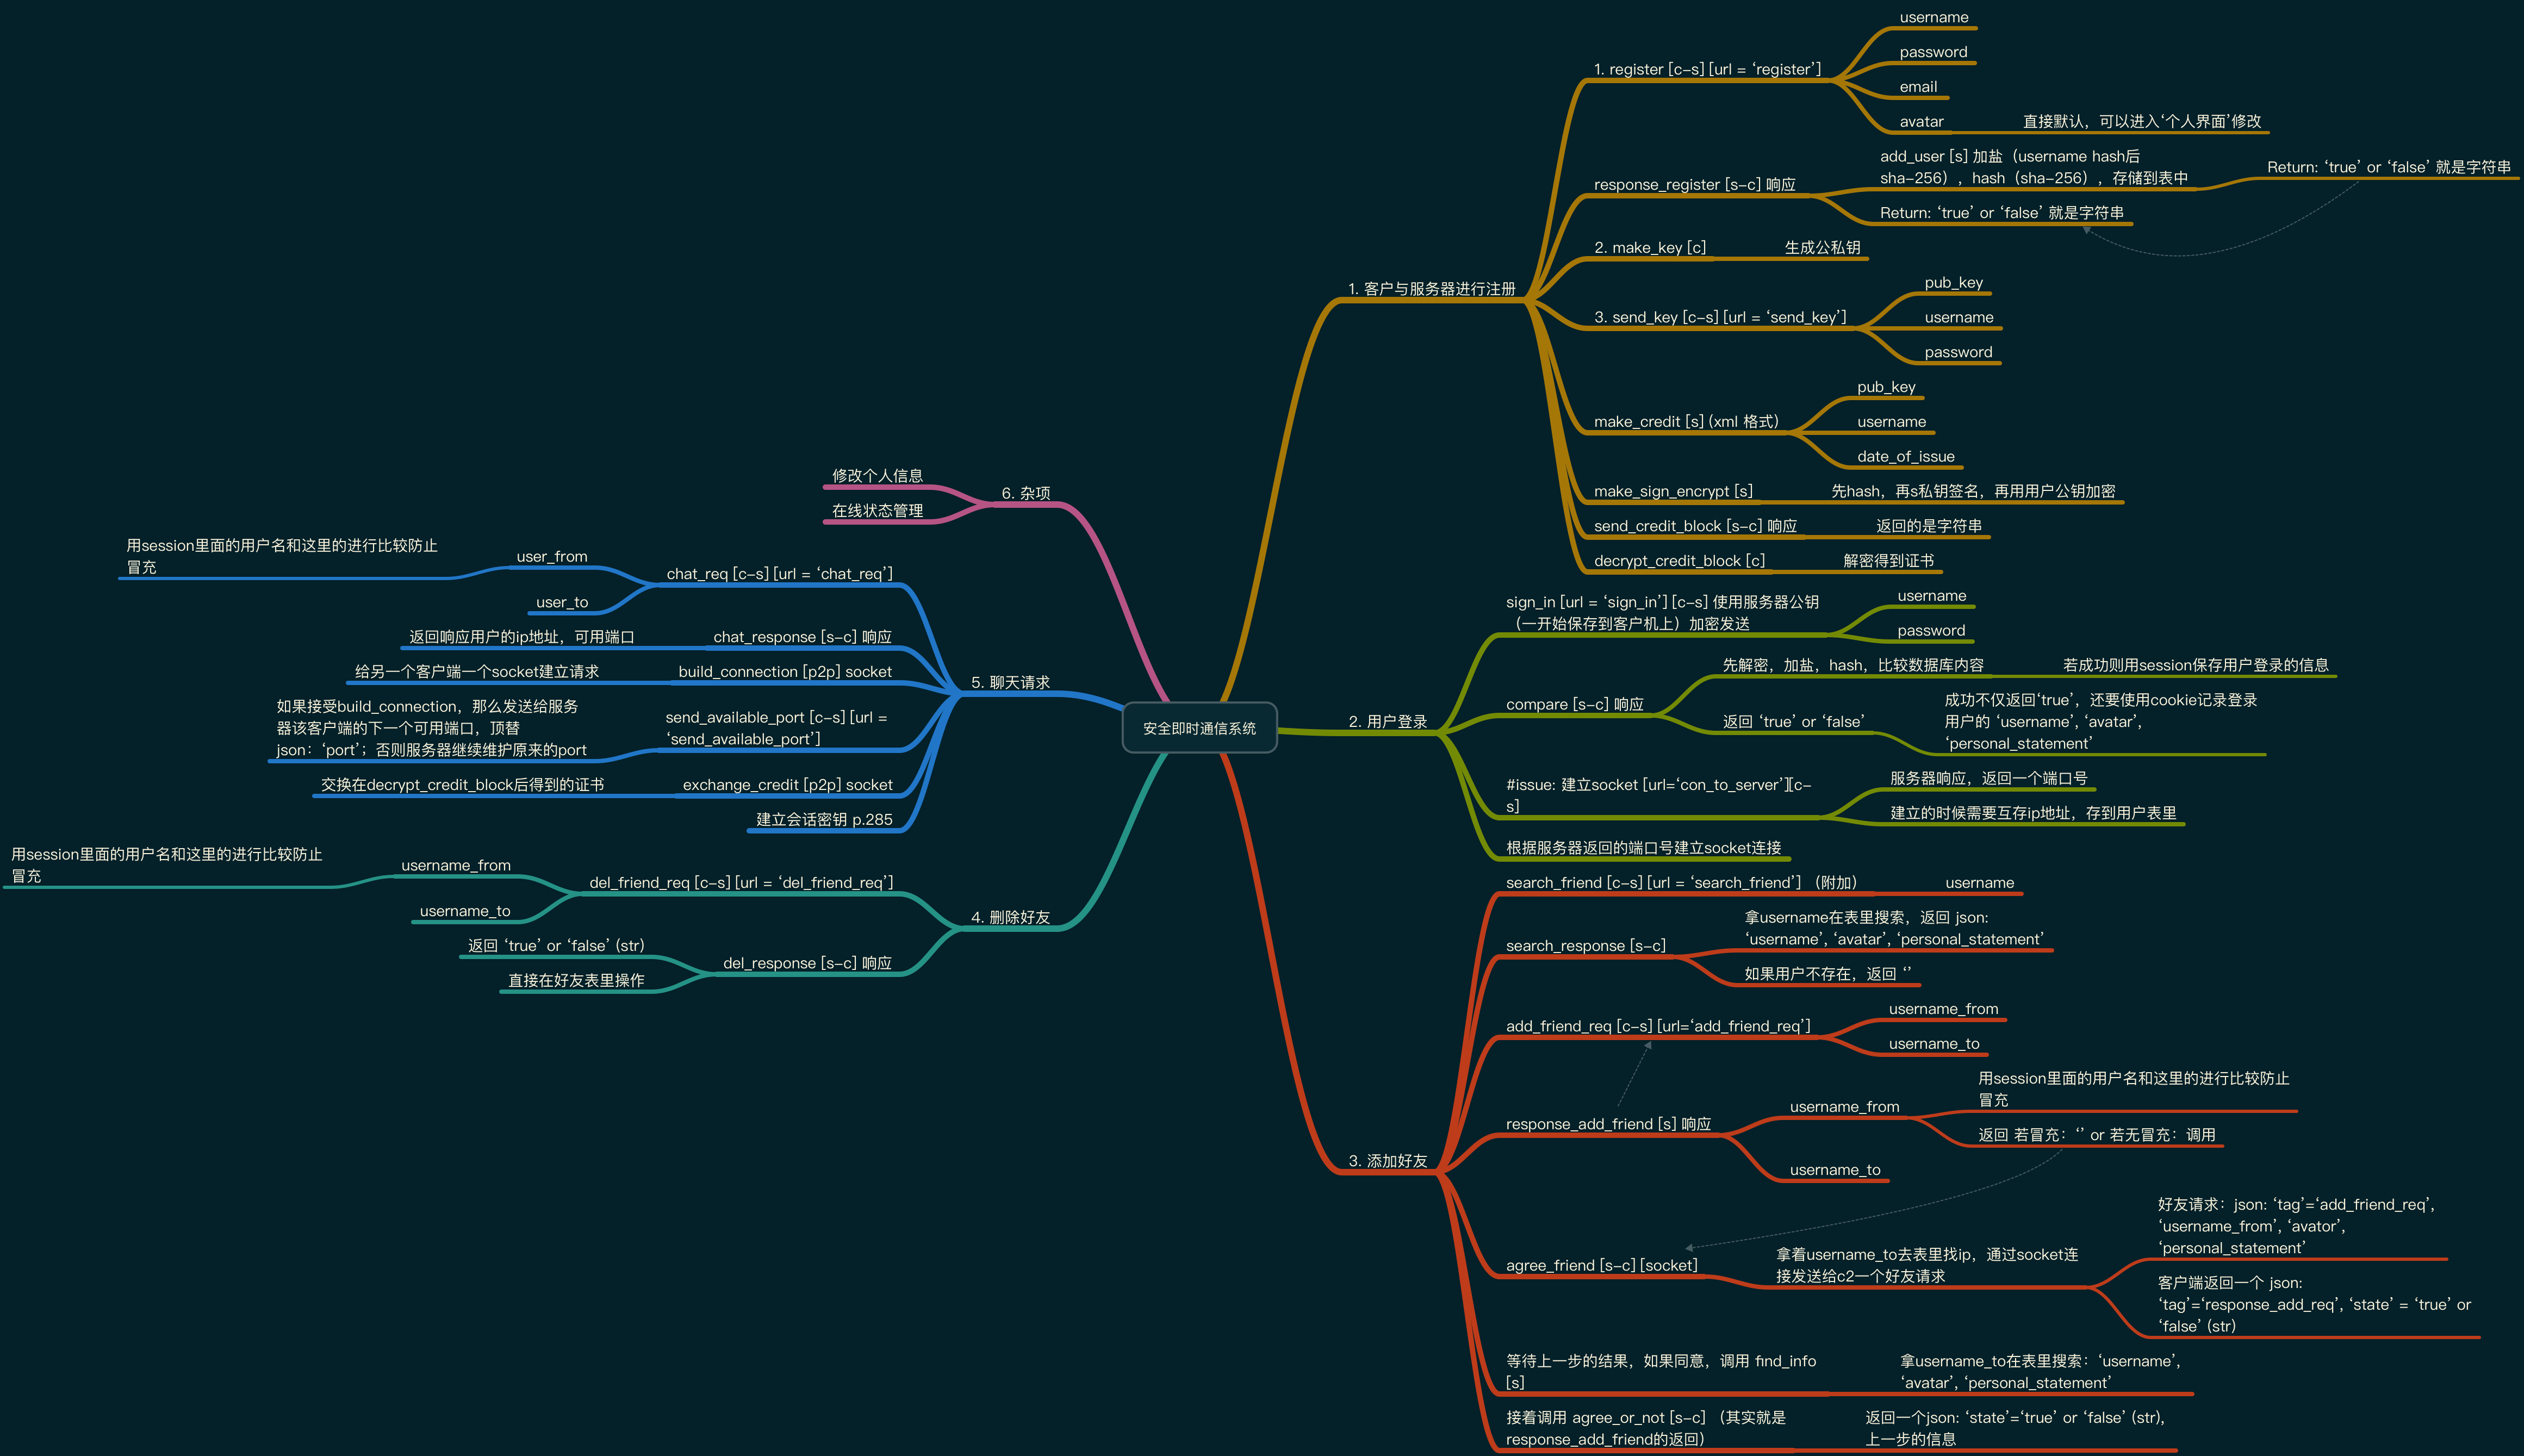 安全即时通信系统
1. 客户与服务器进行注册
1. register [c-s] [url = ‘register’]
username
password
email
avatar
直接默认，可以进入‘个人界面’修改
response_register [s-c] 响应
add_user [s] 加盐（username hash后
sha-256），hash（sha-256），存储到表中
Return: ‘true’ or ‘false’ 就是字符串
Return: ‘true’ or ‘false’ 就是字符串
2. make_key [c]
生成公私钥
3. send_key [c-s] [url = ‘send_key’]
pub_key
username
password
make_credit [s] (xml 格式)
pub_key
username
date_of_issue
make_sign_encrypt [s]
先hash，再s私钥签名，再用用户公钥加密
send_credit_block [s-c] 响应
返回的是字符串
decrypt_credit_block [c]
解密得到证书
2. 用户登录
sign_in [url = ‘sign_in’] [c-s] 使用服务器公钥
（一开始保存到客户机上）加密发送
username
password
compare [s-c] 响应
先解密，加盐，hash，比较数据库内容
若成功则用session保存用户登录的信息
返回 ‘true’ or ‘false’
成功不仅返回‘true’，还要使用cookie记录登录
用户的 ‘username’, ‘avatar’,
‘personal_statement’
#issue: 建立socket [url=‘con_to_server’][c-
s]
服务器响应，返回一个端口号
建立的时候需要互存ip地址，存到用户表里
根据服务器返回的端口号建立socket连接
3. 添加好友
search_friend [c-s] [url = ‘search_friend’] （附加）
username
search_response [s-c]
拿username在表里搜索，返回 json:
‘username’, ‘avatar’, ‘personal_statement’
如果用户不存在，返回 ‘’
add_friend_req [c-s] [url=‘add_friend_req’]
username_from
username_to
response_add_friend [s] 响应
username_from
用session里面的用户名和这里的进行比较防止
冒充
返回 若冒充：‘’ or 若无冒充：调用
username_to
agree_friend [s-c] [socket]
拿着username_to去表里找ip，通过socket连
接发送给c2一个好友请求
好友请求：json: ‘tag’=‘add_friend_req’,
‘username_from’, ‘avator’,
‘personal_statement’
客户端返回一个 json:
‘tag’=‘response_add_req’, ‘state’ = ‘true’ or
‘false’ (str)
等待上一步的结果，如果同意，调用 find_info
[s]
拿username_to在表里搜索：‘username’,
‘avatar’, ‘personal_statement’
接着调用 agree_or_not [s-c] （其实就是
response_add_friend的返回）
返回一个json: ‘state’=‘true’ or ‘false’ (str),
上一步的信息
4. 删除好友
del_friend_req [c-s] [url = ‘del_friend_req’]
username_from
用session里面的用户名和这里的进行比较防止
冒充
username_to
del_response [s-c] 响应
返回 ‘true’ or ‘false’ (str)
直接在好友表里操作
5. 聊天请求
chat_req [c-s] [url = ‘chat_req’]
user_from
用session里面的用户名和这里的进行比较防止
冒充
user_to
chat_response [s-c] 响应
返回响应用户的ip地址，可用端口
build_connection [p2p] socket
给另一个客户端一个socket建立请求
send_available_port [c-s] [url =
‘send_available_port’]
如果接受build_connection，那么发送给服务
器该客户端的下一个可用端口，顶替
json：‘port’；否则服务器继续维护原来的port
exchange_credit [p2p] socket
交换在decrypt_credit_block后得到的证书
建立会话密钥 p.285
6. 杂项
修改个人信息
在线状态管理